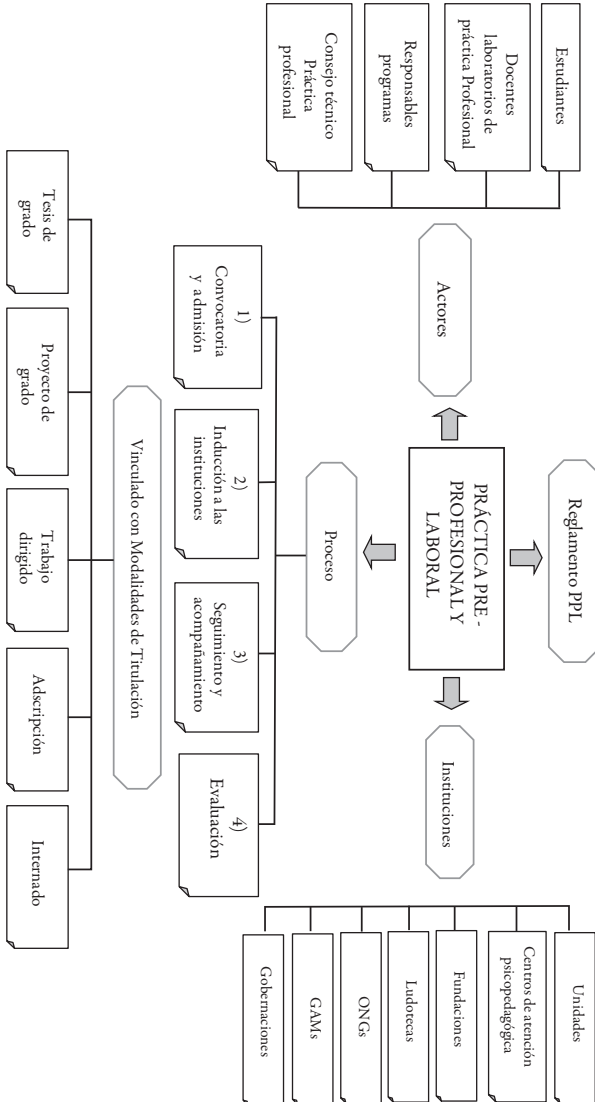 Reglamento PPL
PRÁCTICA PRE -
PROFESIONAL Y
LABORAL
Actores
Estudiantes
Docentes
laboratorios de
práctica Profesional
Responsables
programas
Consejo técnico
Práctica
profesional
Instituciones
Unidades
Centros de atención
psicopedagógica
Fundaciones
Ludotecas
ONGs
GAMs
Gobernaciones
Proceso
1)
Convocatoria
y admisión
2)
Inducción a las
instituciones
3)
Seguimiento y
acompañamiento
4)
Evaluación
Vinculado con Modalidades de Titulación
Tesis de
grado
Proyecto de
grado
Trabajo
dirigido
Adscripción
Internado